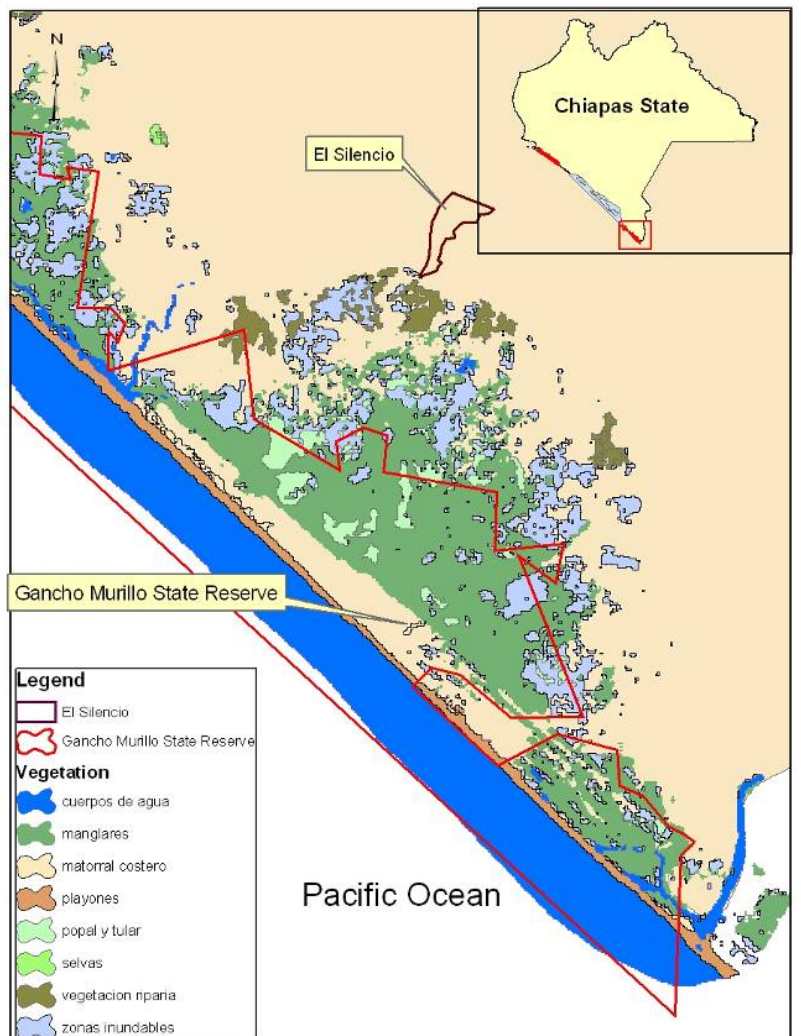 N
Chiapas State
El Silencio
Gancho Murillo State Reserve
Legend
El Silencio
Gancho Murillo State Reserve
Vegetation
cuerpos de agua
manglares
matorral costero
playones
popal y tular
selvas
vegetacion riparia
zonas inundables
Pacific Ocean